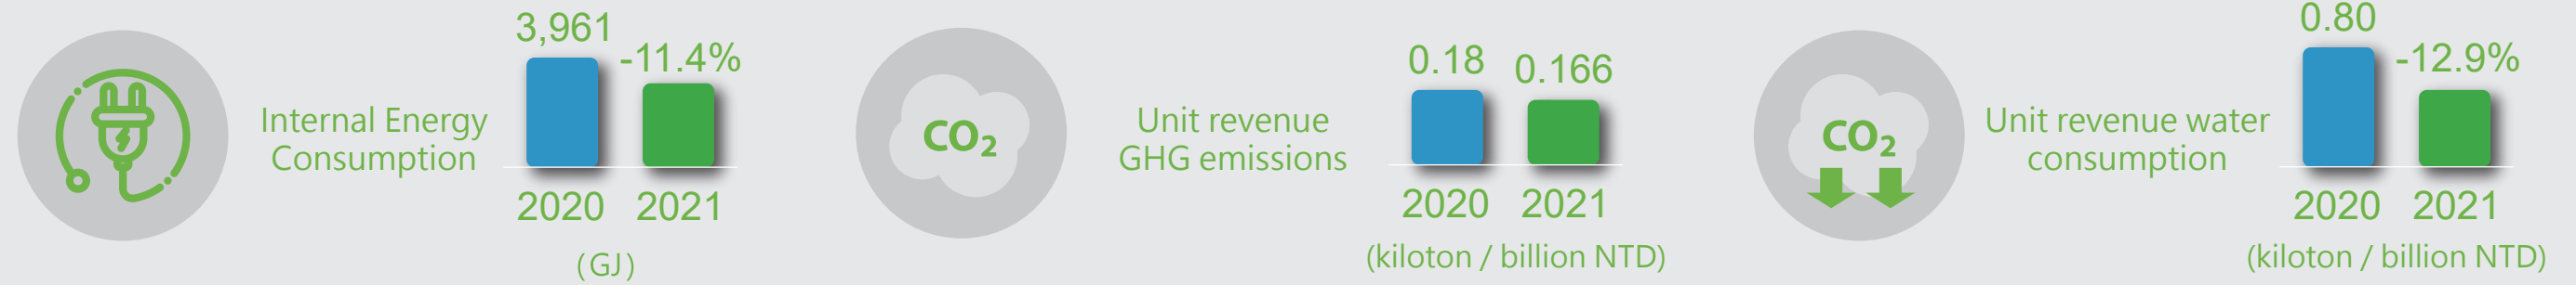 Internal Energy
Consumption
3,961
-11.4%
2020 2021
(GJ)
CO₂
Unit revenue
GHG emissions
0.18
0.166
2020 2021
(kiloton / billion NTD)
CO₂
Unit revenue water
consumption
0.80
-12.9%
2020 2021
(kiloton / billion NTD)